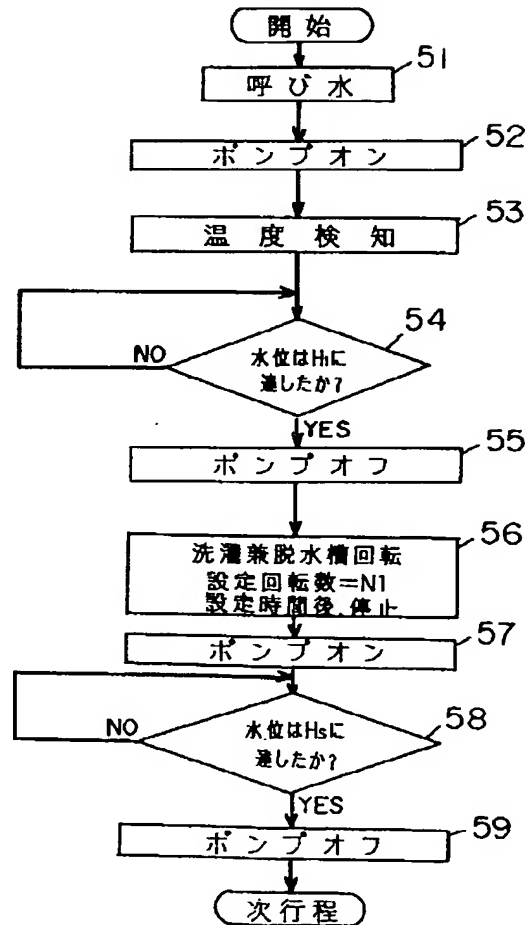 開始
51
呼び水
52
ポンプオン
53
温度検知
54
水位はH₁に
達したか?
NO
YES
55
ポンプオフ
56
洗濯兼脱水槽回転
設定回転数=N1
設定時間後、停止
57
ポンプオン
58
水位はHsに
達したか?
NO
YES
59
ポンプオフ
次行程